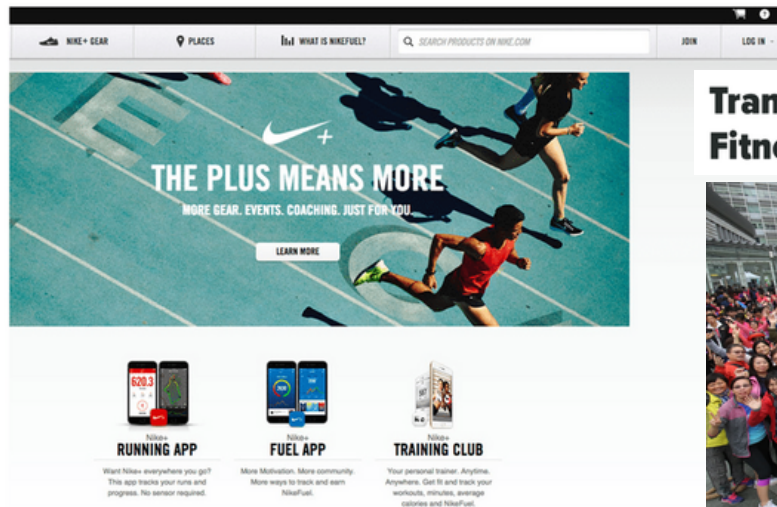 NIKE+ GEAR
PLACES
WHAT IS NIKEFUEL?
SEARCH PRODUCTS ON NIKE.COM
JOIN
LOG IN
THE PLUS MEANS MORE
MORE GEAR. EVENTS. COACHING. JUST FOR YOU.
LEARN MORE
Tran
Fitne
620.3
Nike+
RUNNING APP
Want Nike+ everywhere you go?
This app tracks your runs and
progress. No sensor required.
Nike+
FUEL APP
More Motivation. More community.
More ways to track and earn
NikeFuel.
Nike+
TRAINING CLUB
Your personal trainer. Anytime.
Anywhere. Get fit and track your
workouts, minutes, average
calories and NikeFuel.